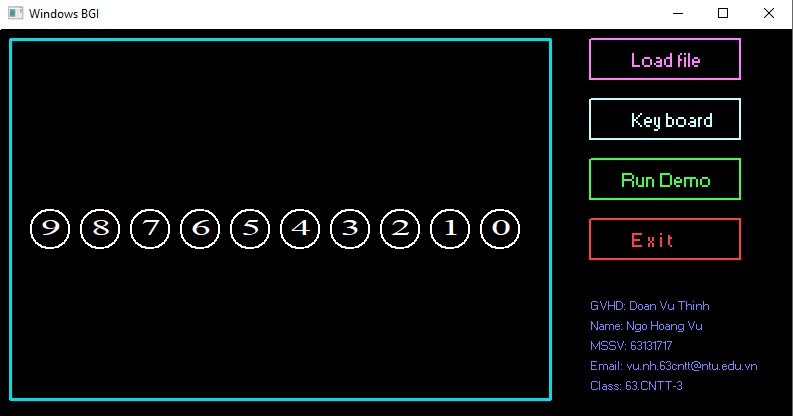 Windows BGI
9 8 7 6 5 4 3 2 1 0
Load file
Key board
Run Demo
Exit
GVHD: Doan Vu Thinh
Name: Ngo Hoang Vu
MSSV: 63131717
Email: vu.nh.63cntt@ntu.edu.vn
Class: 63.CNTT-3